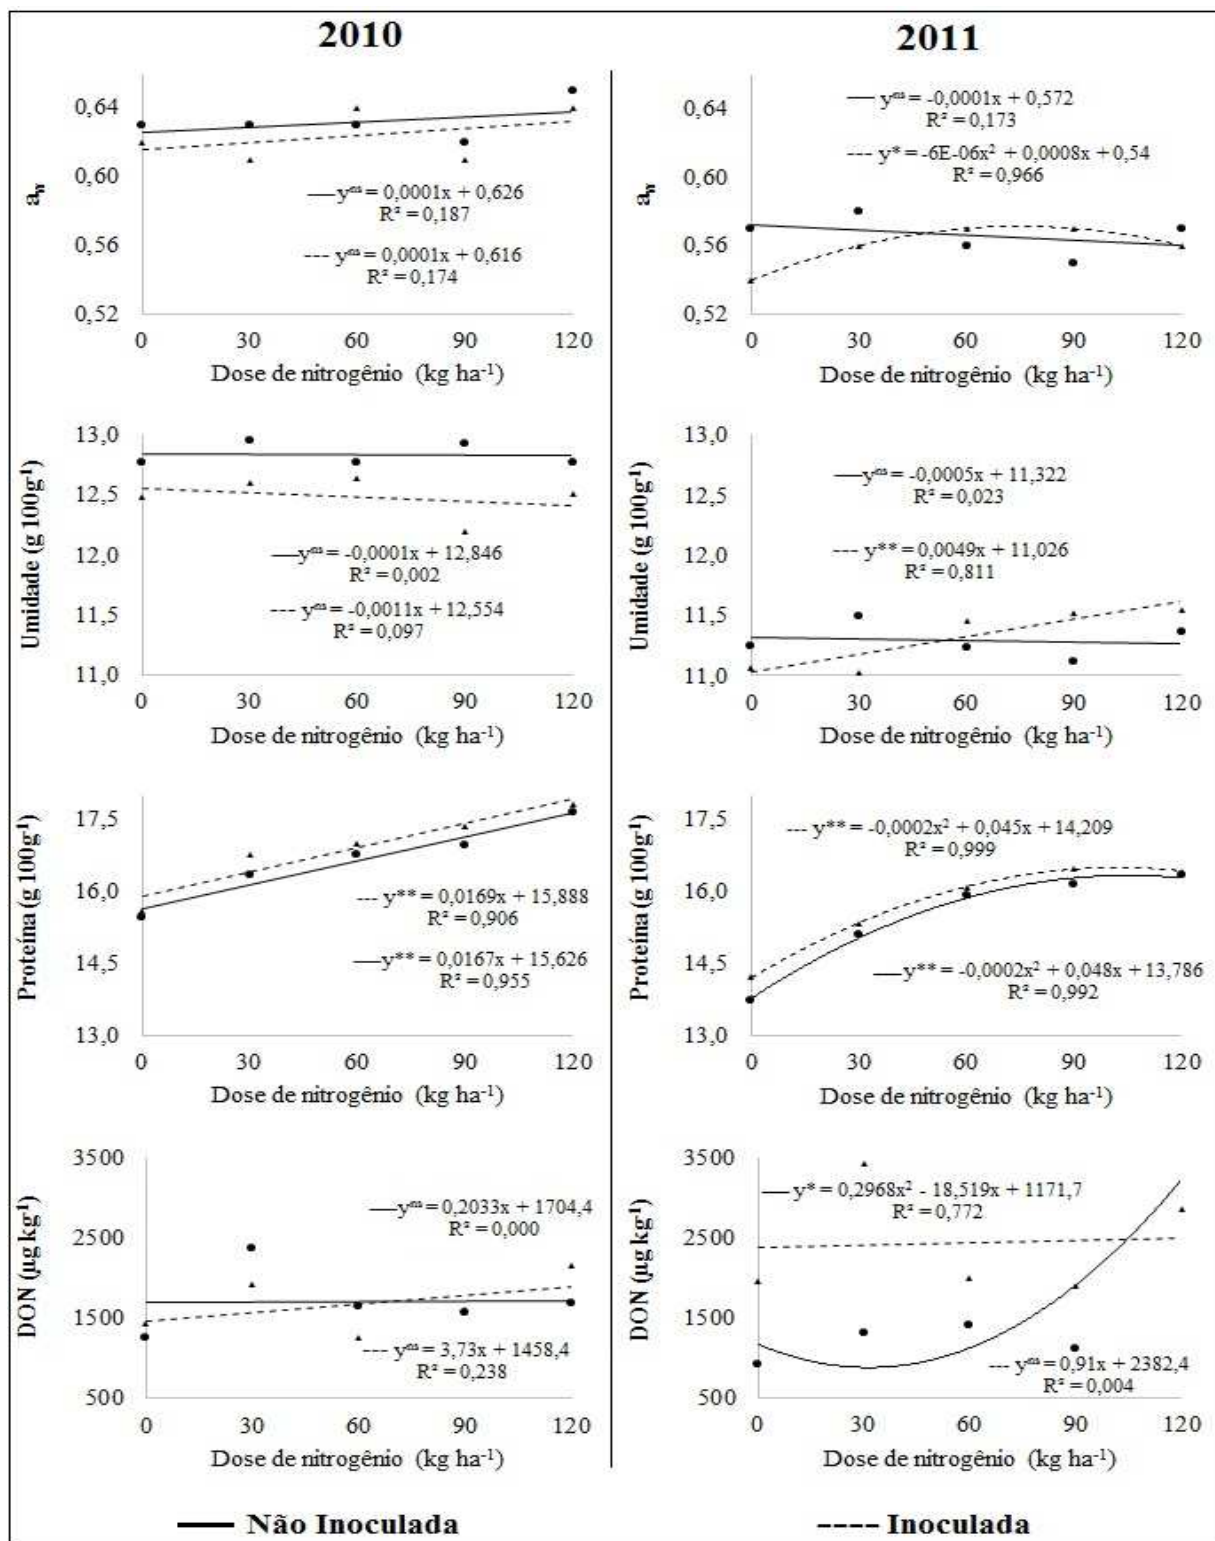 2010
2011
a_w
0,64
0,60
0,56
0,52
y^ns = 0,0001x + 0,626
R² = 0,187
y^ns = 0,0001x + 0,616
R² = 0,174
0 30 60 90 120
Dose de nitrogênio (kg ha⁻¹)
a_w
0,64
0,60
0,56
0,52
y^ns = -0,0001x + 0,572
R² = 0,173
y* = -6E-06x² + 0,0008x + 0,54
R² = 0,966
0 30 60 90 120
Dose de nitrogênio (kg ha⁻¹)
Umidade (g 100g⁻¹)
13,0
12,5
12,0
11,5
11,0
y^ns = -0,0001x + 12,846
R² = 0,002
y^ns = -0,0011x + 12,554
R² = 0,097
0 30 60 90 120
Dose de nitrogênio (kg ha⁻¹)
Umidade (g 100g⁻¹)
13,0
12,5
12,0
11,5
11,0
y^ns = -0,0005x + 11,322
R² = 0,023
y** = 0,0049x + 11,026
R² = 0,811
0 30 60 90 120
Dose de nitrogênio (kg ha⁻¹)
Proteína (g 100g⁻¹)
17,5
16,0
14,5
13,0
y** = 0,0169x + 15,888
R² = 0,906
y** = 0,0167x + 15,626
R² = 0,955
0 30 60 90 120
Dose de nitrogênio (kg ha⁻¹)
Proteína (g 100g⁻¹)
17,5
16,0
14,5
13,0
y** = -0,0002x² + 0,045x + 14,209
R² = 0,999
y** = -0,0002x² + 0,048x + 13,786
R² = 0,992
0 30 60 90 120
Dose de nitrogênio (kg ha⁻¹)
DON (µg kg⁻¹)
3500
2500
1500
500
y^ns = 0,2033x + 1704,4
R² = 0,000
y^ns = 3,73x + 1458,4
R² = 0,238
0 30 60 90 120
Dose de nitrogênio (kg ha⁻¹)
DON (µg kg⁻¹)
3500
2500
1500
500
y* = 0,2968x² - 18,519x + 1171,7
R² = 0,772
y^ns = 0,91x + 2382,4
R² = 0,004
0 30 60 90 120
Dose de nitrogênio (kg ha⁻¹)
Não Inoculada
Inoculada